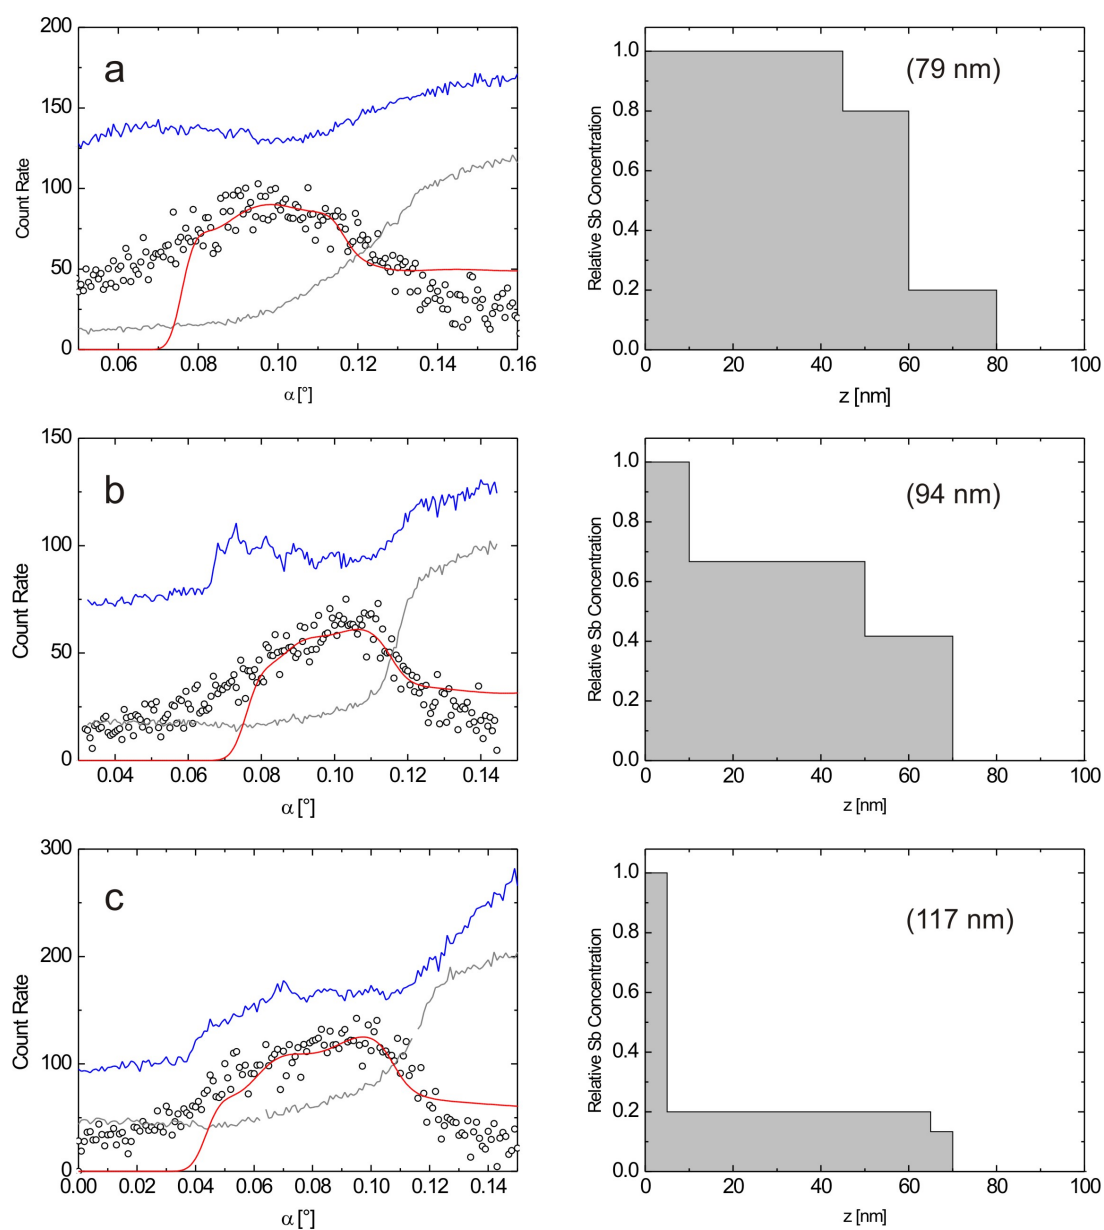 a
200
150
100
50
0
Count Rate
0.06 0.08 0.10 0.12 0.14 0.16
α [°]
(79 nm)
1.0
0.8
0.6
0.4
0.2
0.0
Relative Sb Concentration
0 20 40 60 80 100
z [nm]
b
150
100
50
0
Count Rate
0.04 0.06 0.08 0.10 0.12 0.14
α [°]
(94 nm)
1.0
0.8
0.6
0.4
0.2
0.0
Relative Sb Concentration
0 20 40 60 80 100
z [nm]
c
300
200
100
0
Count Rate
0.00 0.02 0.04 0.06 0.08 0.10 0.12 0.14
α [°]
(117 nm)
1.0
0.8
0.6
0.4
0.2
0.0
Relative Sb Concentration
0 20 40 60 80 100
z [nm]